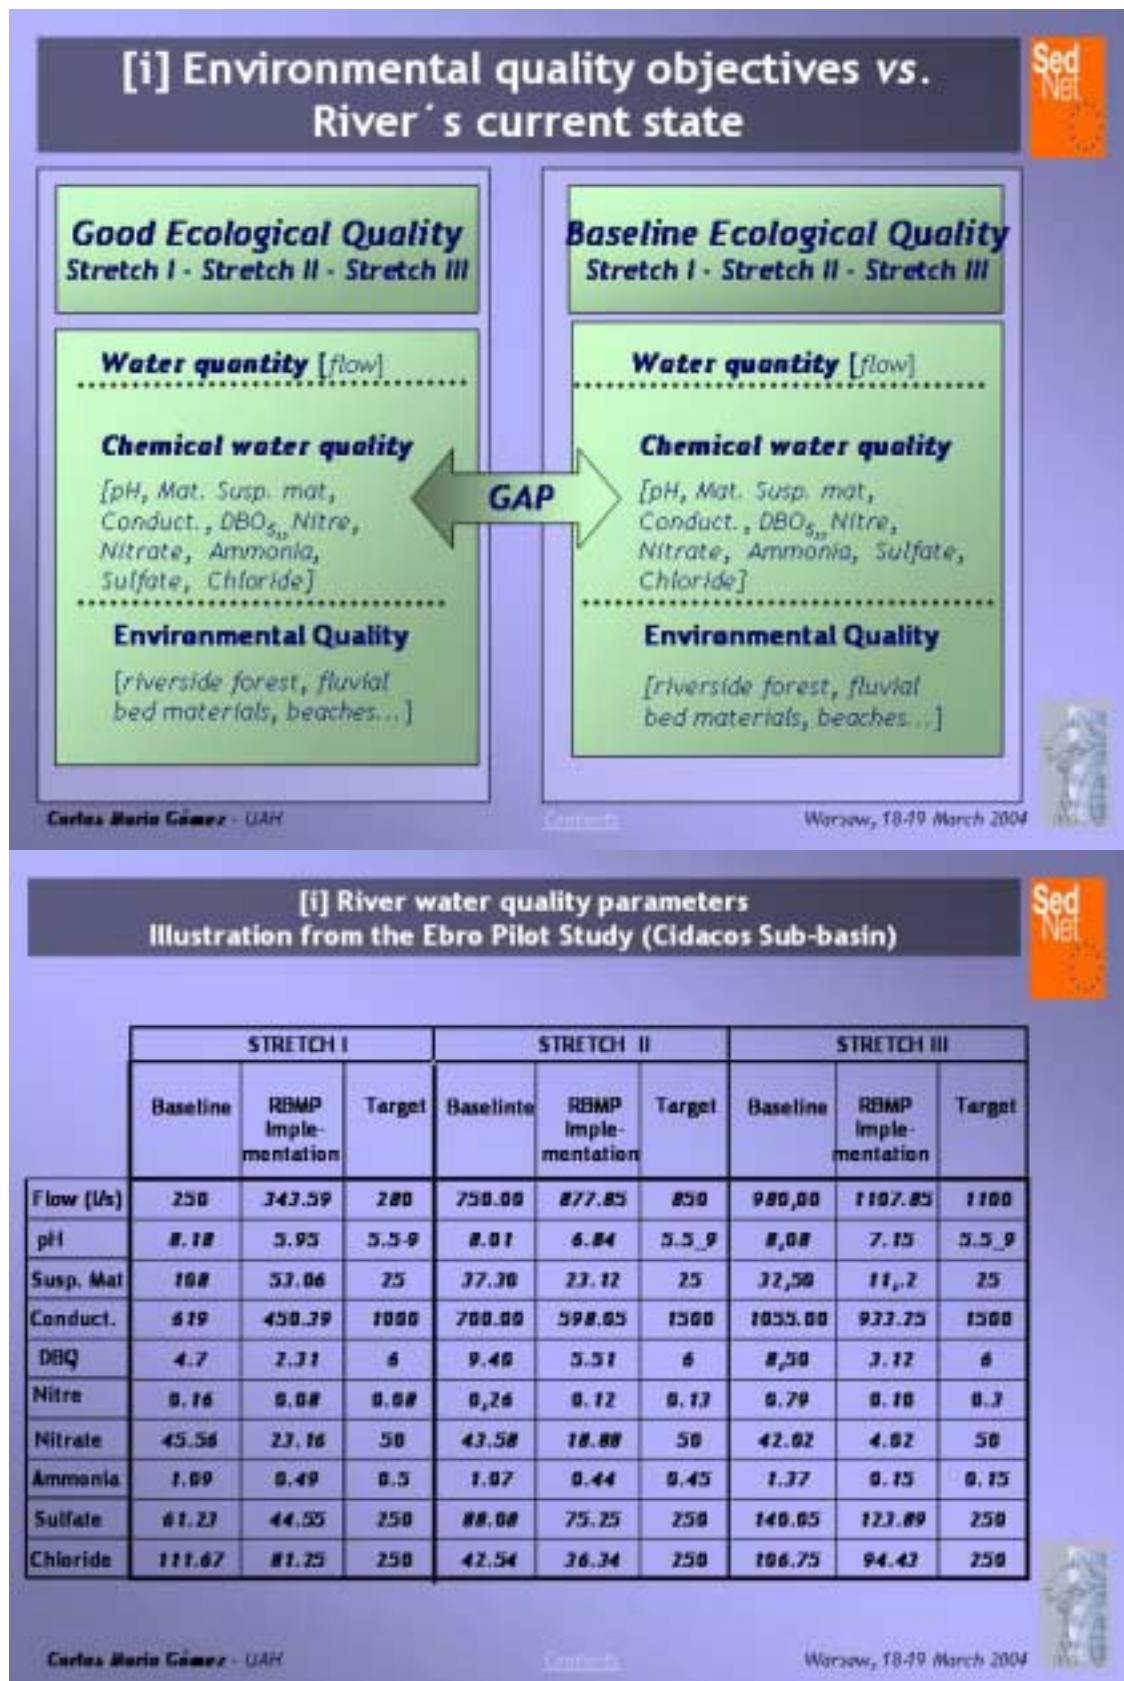 [i] Environmental quality objectives vs.
River´s current state
Sed
Net
Good Ecological Quality
Stretch I - Stretch II - Stretch III
Water quantity [flow]
Chemical water quality
[pH, Mat. Susp. mat,
Conduct., DBO5,, Nitre,
Nitrate, Ammonia,
Sulfate, Chloride]
Environmental Quality
[riverside forest, fluvial
bed materials, beaches...]
GAP
Baseline Ecological Quality
Stretch I - Stretch II - Stretch III
Water quantity [flow]
Chemical water quality
[pH, Mat. Susp. mat,
Conduct., DBO5,, Nitre,
Nitrate, Ammonia, Sulfate,
Chloride]
Environmental Quality
[riverside forest, fluvial
bed materials, beaches...]
Carlos Mario Gómez - UAH Contents Warsaw, 18-19 March 2004
[i] River water quality parameters
Illustration from the Ebro Pilot Study (Cidacos Sub-basin)
Sed
Net
STRETCH I STRETCH II STRETCH III
Baseline RBMP Imple- mentation Target Baselinte RBMP Imple- mentation Target Baseline RBMP Imple- mentation Target
Flow (l/s) 250 343.59 280 750.00 877.85 850 980,00 1107.85 1100
pH 8.18 5.95 5.5-9 8.01 6.84 5.5_9 8,08 7.15 5.5_9
Susp. Mat 108 53.06 25 37.30 23.12 25 32,50 11,.2 25
Conduct. 619 450.39 1000 700.00 598.05 1500 1055.00 933.25 1500
DBO 4.7 2.31 6 9.40 5.51 6 8,50 3.12 6
Nitre 0.16 0.08 0.08 0,26 0.12 0.13 0.79 0.10 0.3
Nitrate 45.56 23.16 50 43.58 18.88 50 42.02 4.02 50
Ammonia 1.09 0.49 0.5 1.07 0.44 0.45 1.37 0.15 0.15
Sulfate 61.27 44.55 250 88.08 75.25 250 140.05 123.89 250
Chloride 111.67 81.25 250 42.54 36.34 250 106.75 94.43 250
Carlos Mario Gómez - UAH Contents Warsaw, 18-19 March 2004